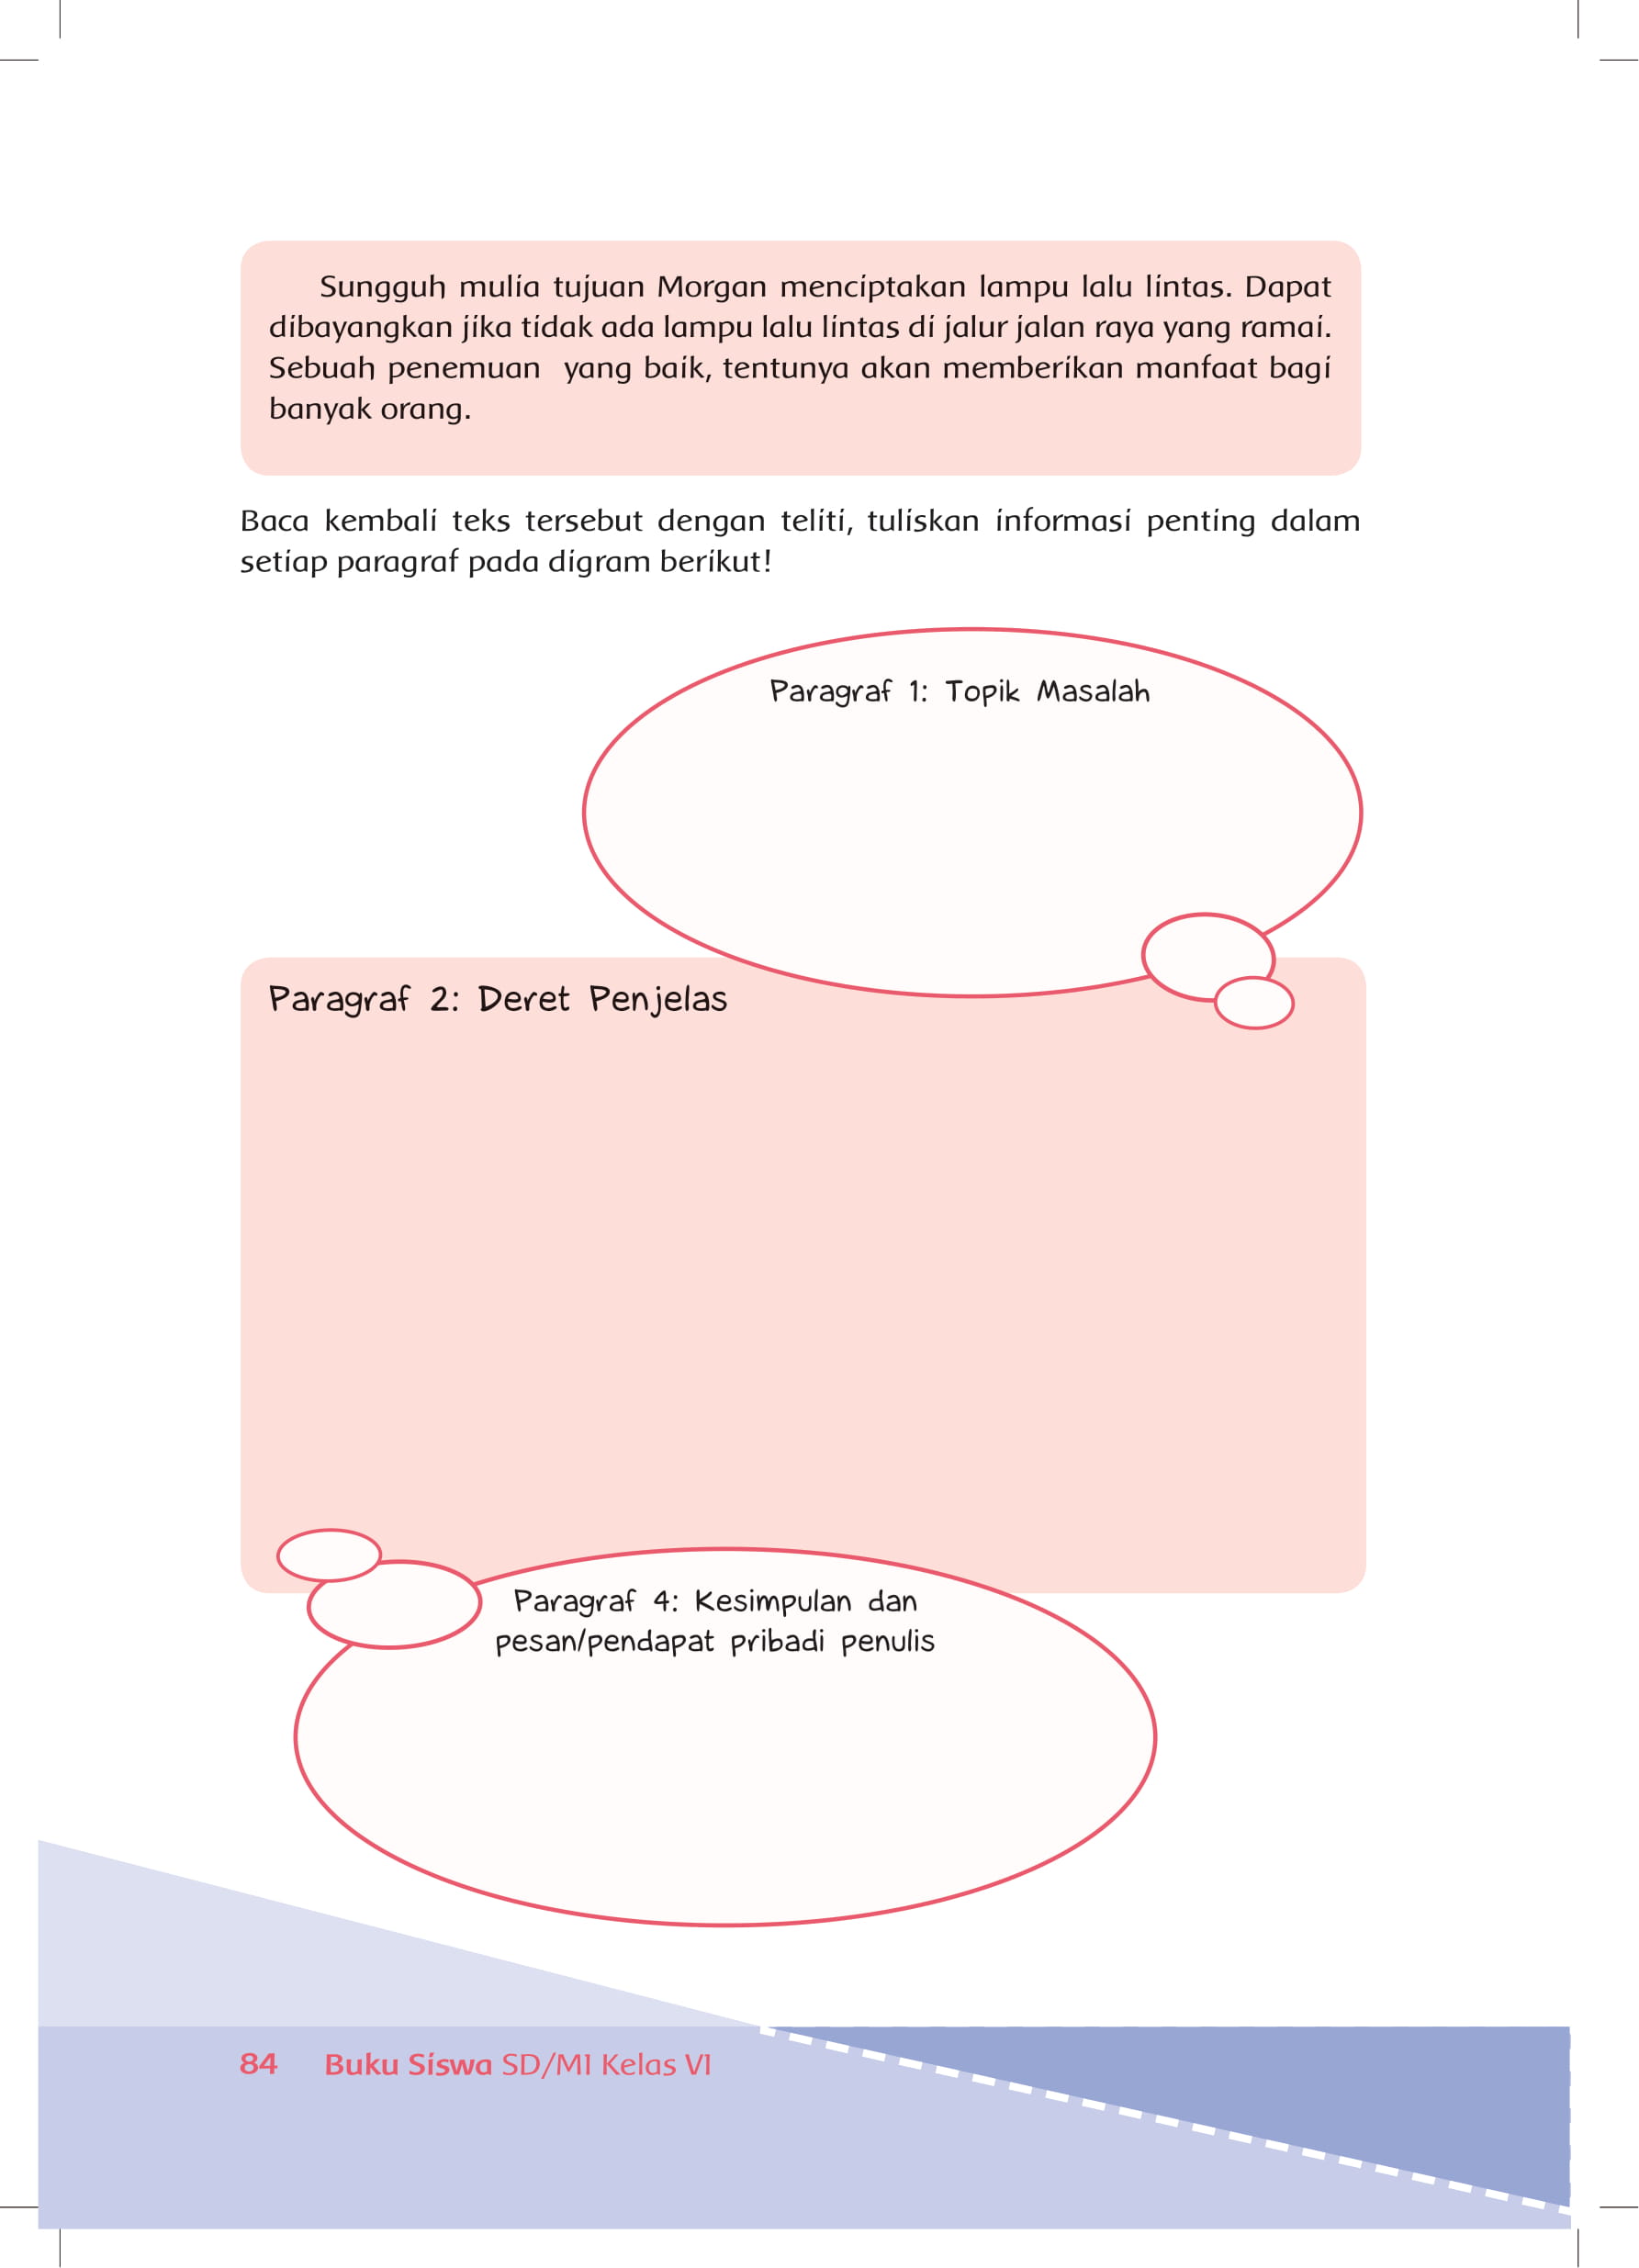 Sungguh mulia tujuan Morgan menciptakan lampu lalu lintas. Dapat
dibayangkan jika tidak ada lampu lalu lintas di jalur jalan raya yang ramai.
Sebuah penemuan yang baik, tentunya akan memberikan manfaat bagi
banyak orang.
Baca kembali teks tersebut dengan teliti, tuliskan informasi penting dalam
setiap paragraf pada digram berikut!
Paragraf 1: Topik Masalah
Paragraf 2: Deret Penjelas
Paragraf 4: Kesimpulan dan
pesan/pendapat pribadi penulis
84 Buku Siswa SD/MI Kelas VI